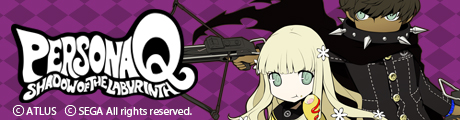 PERSONA Q
SHADOW OF THE LABYRINTH
© ATLUS © SEGA All rights reserved.